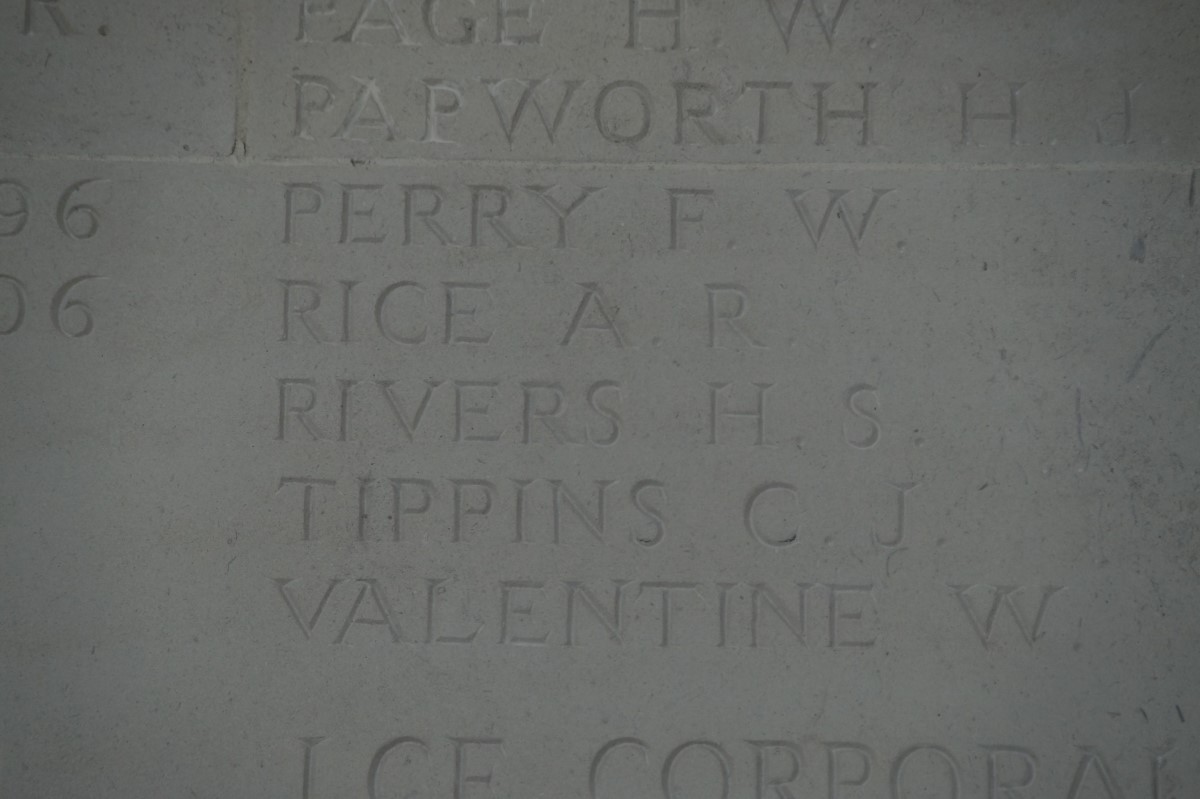 R.
96
06
PAGE H. W.
PAPWORTH H. J.
PERRY F. W.
RICE A. R.
RIVERS H. S.
TIPPINS C. J.
VALENTINE W.
LCE CORPORAL